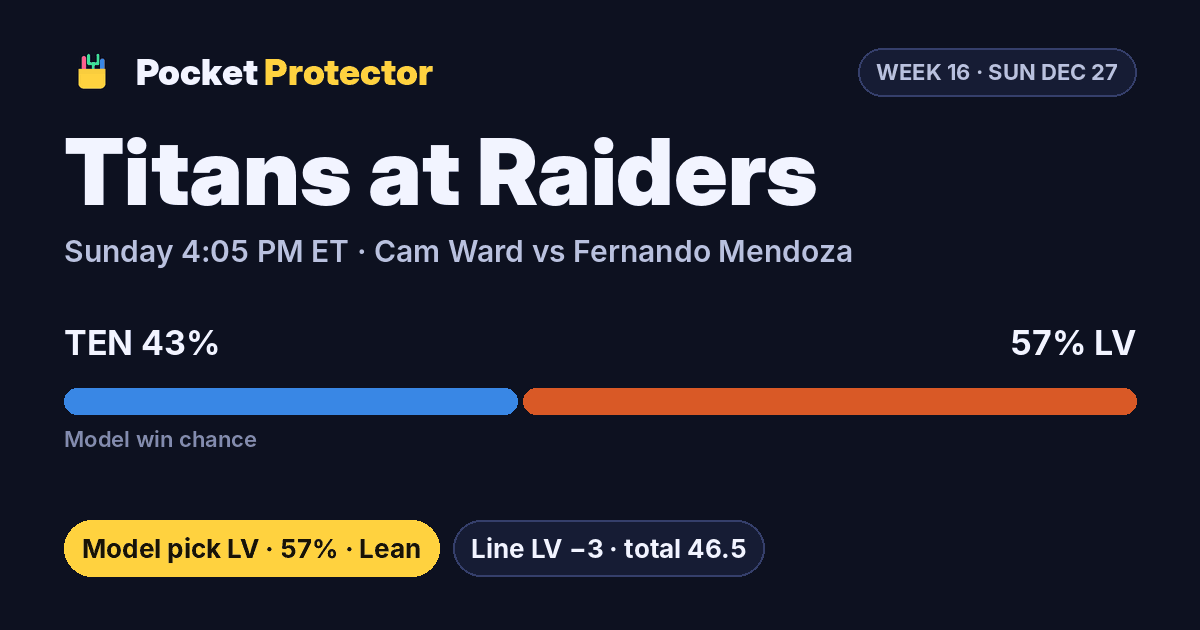 Pocket Protector
WEEK 16 · SUN DEC 27
Titans at Raiders
Sunday 4:05 PM ET · Cam Ward vs Fernando Mendoza
TEN 43%
57% LV
Model win chance
Model pick LV · 57% · Lean
Line LV −3 · total 46.5